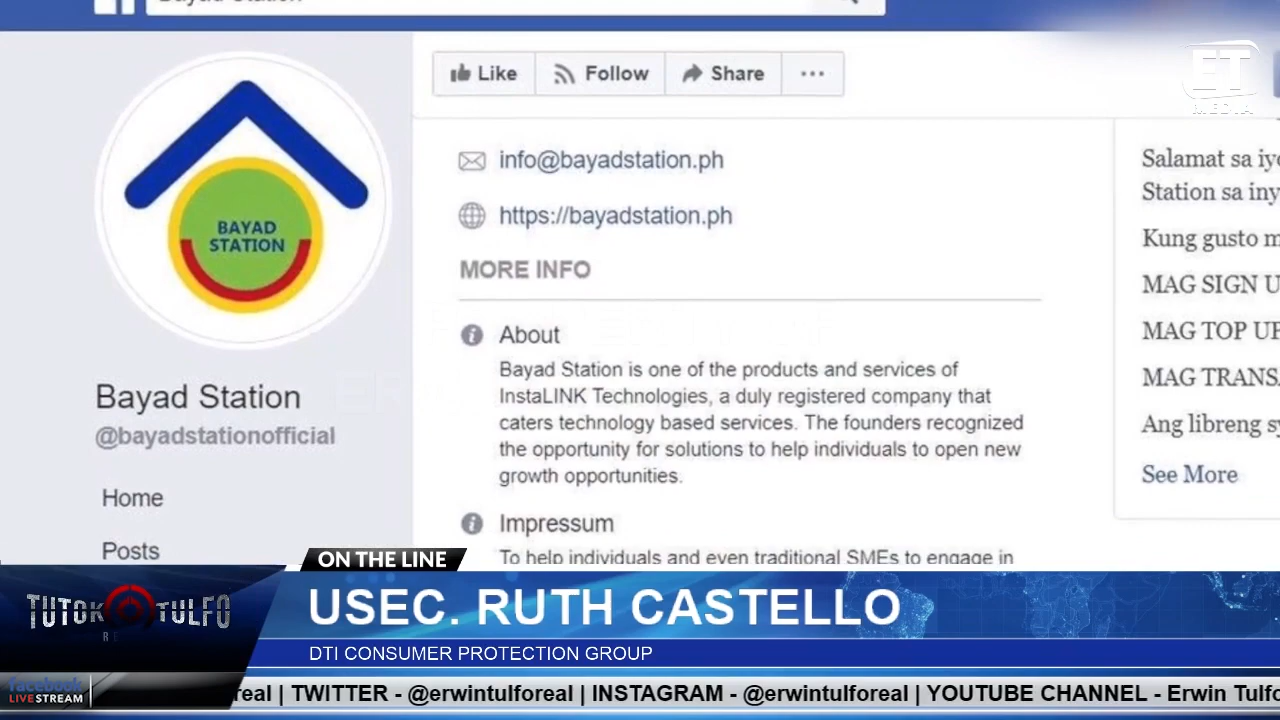 Like
Follow
Share
ET
MEDIA
info@bayadstation.ph
https://bayadstation.ph
MORE INFO
About
Bayad Station is one of the products and services of
InstaLINK Technologies, a duly registered company that
caters technology based services. The founders recognized
the opportunity for solutions to help individuals to open new
growth opportunities.
Impressum
To help individuals and even traditional SMEs to engage in
BAYAD
STATION
Bayad Station
@bayadstationofficial
Home
Posts
Salamat sa
Station sa
Kung gusto
MAG SIGN
MAG TOP
MAG
Ang libreng
See More
ON THE LINE
USEC. RUTH CASTELLO
DTI CONSUMER PROTECTION GROUP
TUTOK TULFO
facebook
LIVESTREAM
real | TWITTER - @erwintulforeal | INSTAGRAM - @erwintulforeal | YOUTUBE CHANNEL - Erwin